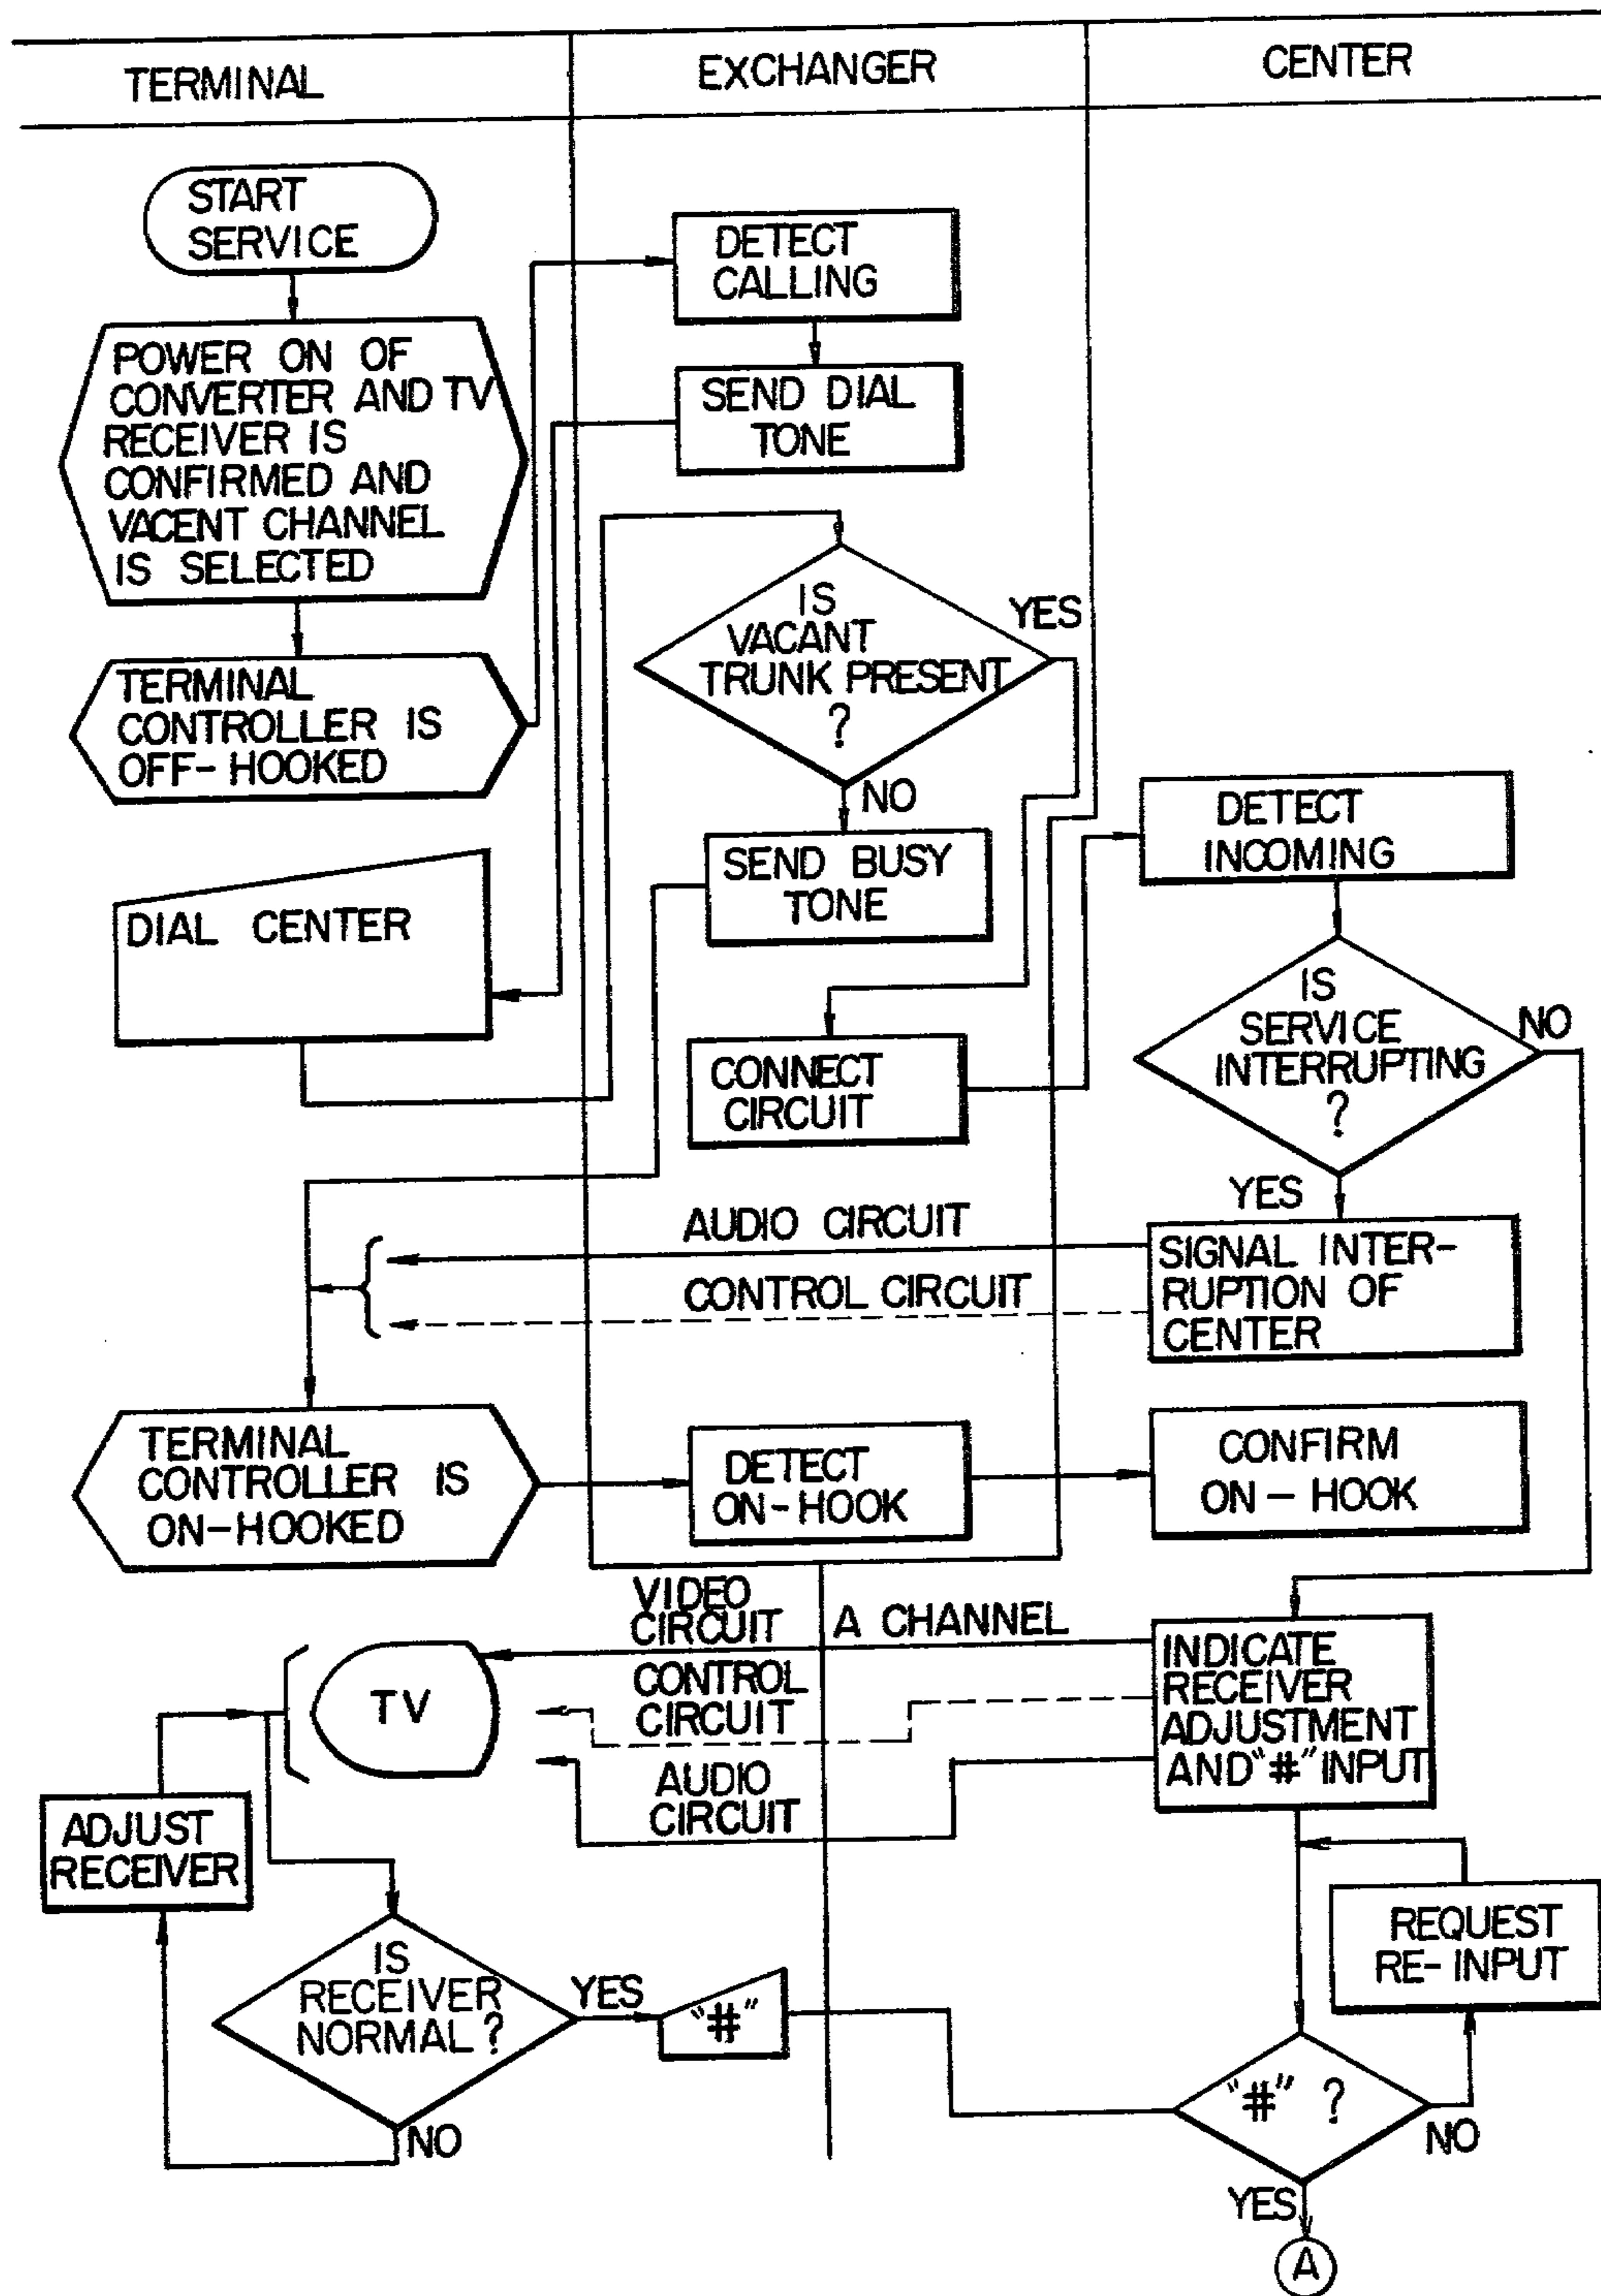 TERMINAL
EXCHANGER
CENTER
START
SERVICE
POWER ON OF
CONVERTER AND TV
RECEIVER IS
CONFIRMED AND
VACENT CHANNEL
IS SELECTED
TERMINAL
CONTROLLER IS
OFF-HOOKED
DETECT
CALLING
SEND DIAL
TONE
DIAL CENTER
IS
VACANT
TRUNK PRESENT
?
YES
NO
SEND BUSY
TONE
CONNECT
CIRCUIT
DETECT
INCOMING
IS
SERVICE
INTERRUPTING
?
NO
YES
SIGNAL INTER-
RUPTION OF
CENTER
AUDIO CIRCUIT
CONTROL CIRCUIT
TERMINAL
CONTROLLER IS
ON-HOOKED
DETECT
ON-HOOK
CONFIRM
ON-HOOK
VIDEO
CIRCUIT
A CHANNEL
CONTROL
CIRCUIT
AUDIO
CIRCUIT
INDICATE
RECEIVER
ADJUSTMENT
AND "#" INPUT
TV
ADJUST
RECEIVER
IS
RECEIVER
NORMAL?
YES
NO
"#"
REQUEST
RE-INPUT
"#" ?
NO
YES
A